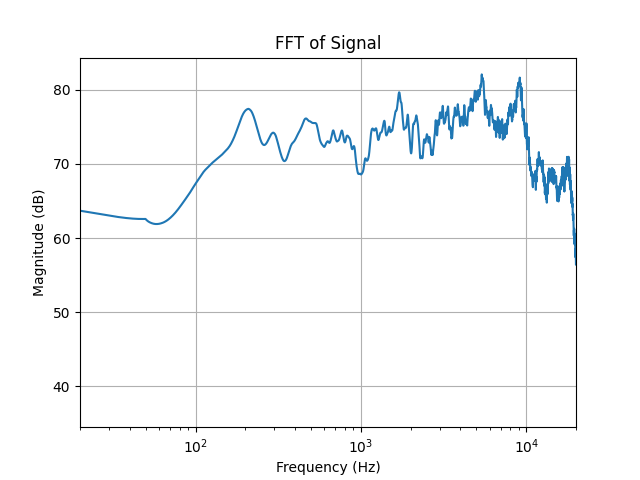 FFT of Signal
Magnitude (dB)
80
70
60
50
40
10²
10³
10⁴
Frequency (Hz)